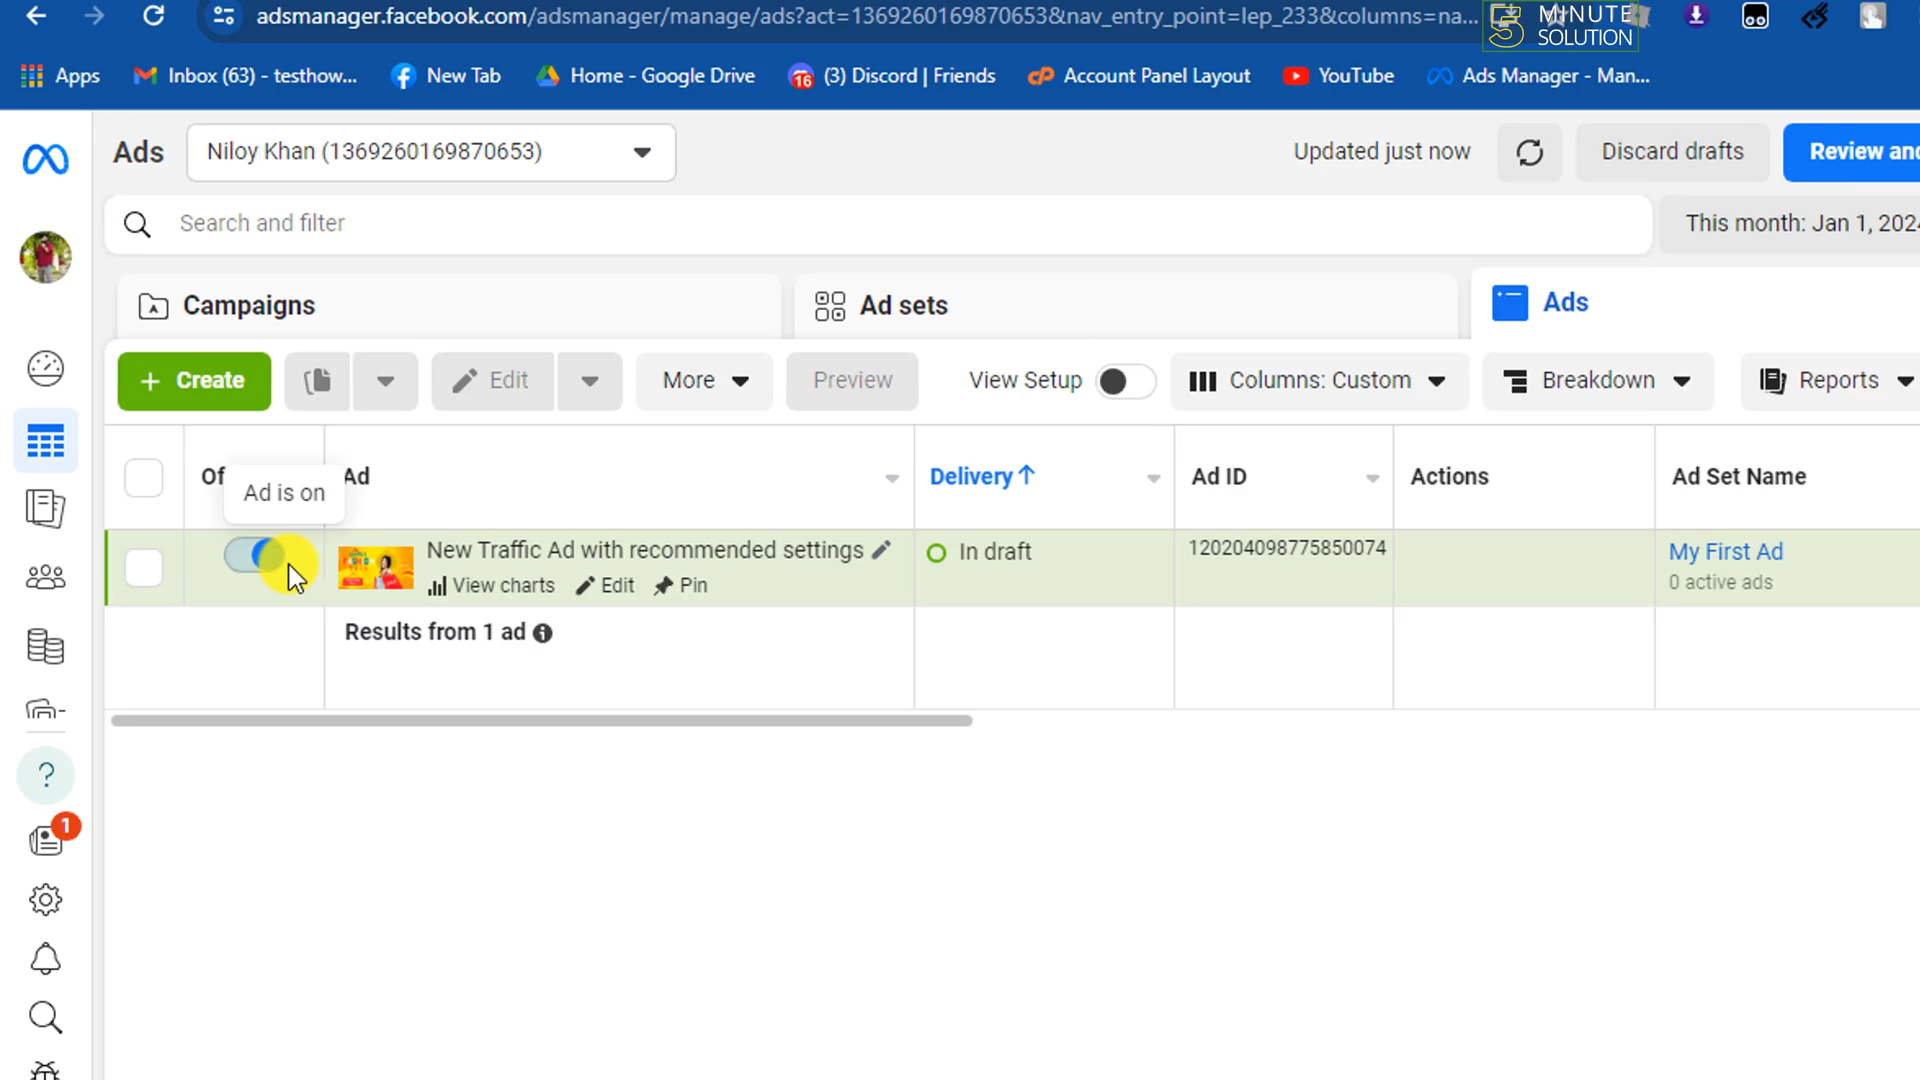 adsmanager.facebook.com/adsmanager/manage/ads?act=1369260169870653&nav_entry_point=lep_233&columns=na...
5 MINUTE SOLUTION
Apps
Inbox (63) - testhow...
New Tab
Home - Google Drive
16
(3) Discord | Friends
cP
Account Panel Layout
YouTube
Ads Manager - Man...
Ads
Niloy Khan (1369260169870653)
Updated just now
Discard drafts
Review and
Search and filter
This month: Jan 1, 202
Campaigns
Ad sets
Ads
+ Create
Edit
More
Preview
View Setup
Columns: Custom
Breakdown
Reports
Of
Ad is on
Ad
Delivery ↑
Ad ID
Actions
Ad Set Name
New Traffic Ad with recommended settings
In draft
120204098775850074
My First Ad
View charts
Edit
Pin
0 active ads
Results from 1 ad
?
1